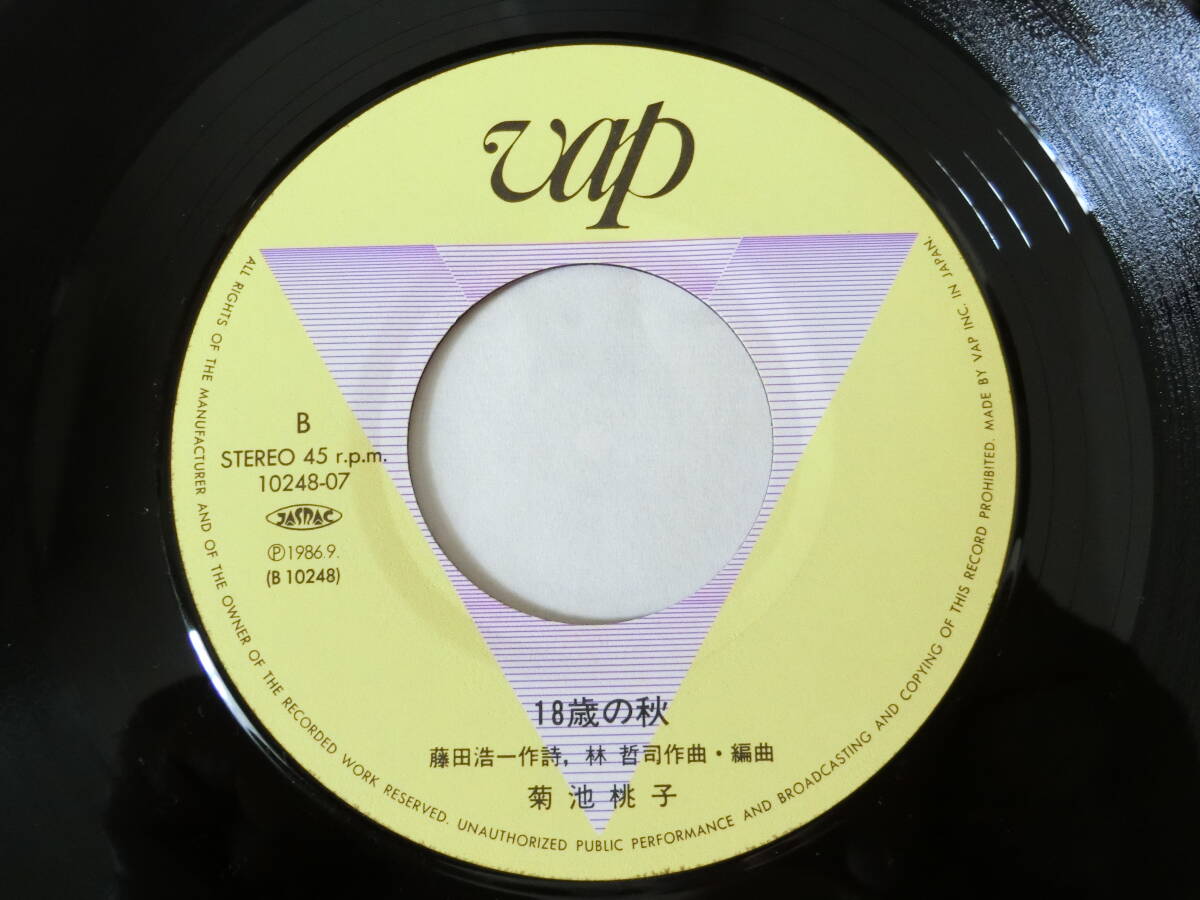 vap
B
STEREO 45 r.p.m.
10248-07
JASRAC
Ⓟ1986.9.
(B 10248)
18歳の秋
藤田浩一作詩, 林 哲司作曲・編曲
菊池桃子
ALL RIGHTS OF THE MANUFACTURER AND OF THE OWNER OF THE RECORDED WORK RESERVED. UNAUTHORIZED PUBLIC PERFORMANCE AND BROADCASTING AND COPYING OF THIS RECORD PROHIBITED. MADE BY VAP INC. IN JAPAN.